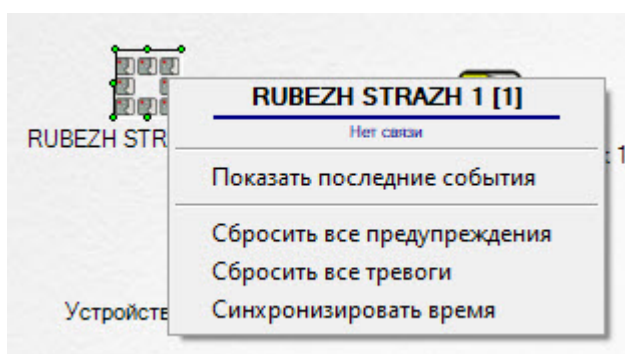 RUBEZH STRAZH 1 [1]
Нет связи
RUBEZH STR
1
Показать последние события
Сбросить все предупреждения
Сбросить все тревоги
Устройств
Синхронизировать время